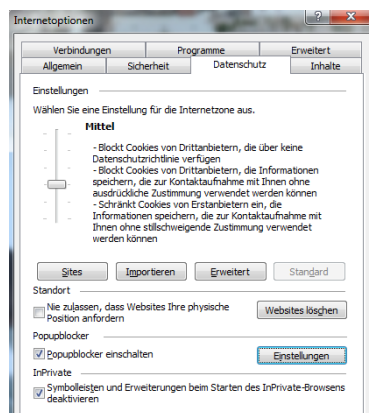 Internetoptionen
Verbindungen Programme Erweitert
Allgemein Sicherheit Datenschutz Inhalte
Einstellungen
Wählen Sie eine Einstellung für die Internetzone aus.
Mittel
- Blockt Cookies von Drittanbietern, die über keine
Datenschutzrichtlinie verfügen
- Blockt Cookies von Drittanbietern, die Informationen
speichern, die zur Kontaktaufnahme mit Ihnen ohne
ausdrückliche Zustimmung verwendet werden können
- Schränkt Cookies von Erstanbietern ein, die
Informationen speichern, die zur Kontaktaufnahme mit
Ihnen ohne stillschweigende Zustimmung verwendet
werden können
Sites Importieren Erweitert Standard
Standort
Nie zulassen, dass Websites Ihre physische
Position anfordern
Websites löschen
Popupblocker
Popupblocker einschalten Einstellungen
InPrivate
Symbolleisten und Erweiterungen beim Starten des InPrivate-Browsens
deaktivieren